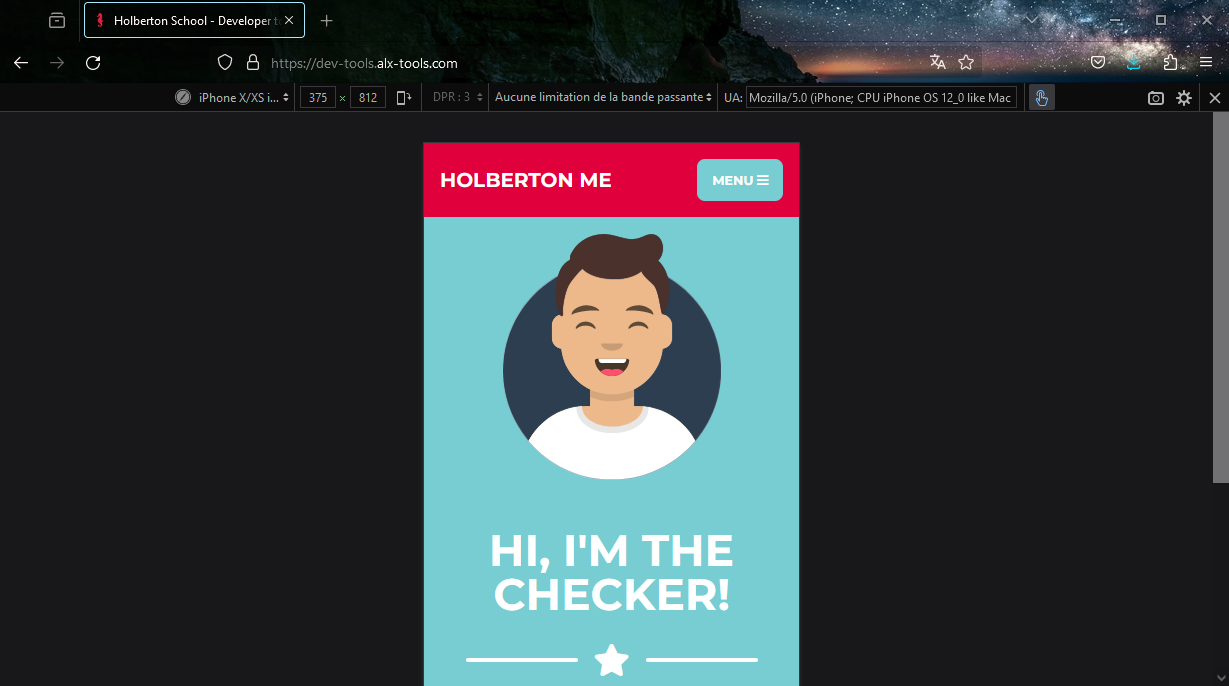 Holberton School - Developer t
https://dev-tools.alx-tools.com
iPhone X/XS i... 375 × 812 DPR : 3 Aucune limitation de la bande passante UA: Mozilla/5.0 (iPhone; CPU iPhone OS 12_0 like Mac
HOLBERTON ME
MENU
HI, I'M THE
CHECKER!